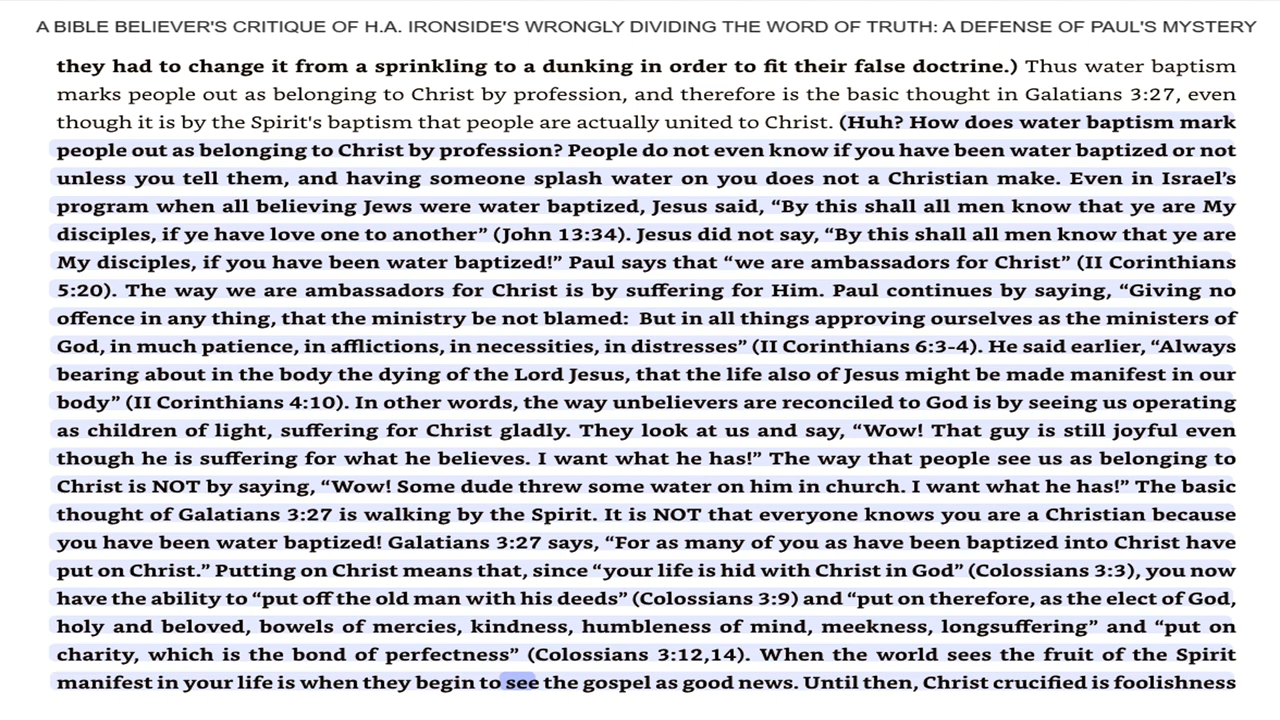 A BIBLE BELIEVER'S CRITIQUE OF H.A. IRONSIDE'S WRONGLY DIVIDING THE WORD OF TRUTH: A DEFENSE OF PAUL'S MYSTERY
they had to change it from a sprinkling to a dunking in order to fit their false doctrine.) Thus water baptism
marks people out as belonging to Christ by profession, and therefore is the basic thought in Galatians 3:27, even
though it is by the Spirit's baptism that people are actually united to Christ. (Huh? How does water baptism mark
people out as belonging to Christ by profession? People do not even know if you have been water baptized or not
unless you tell them, and having someone splash water on you does not a Christian make. Even in Israel’s
program when all believing Jews were water baptized, Jesus said, “By this shall all men know that ye are My
disciples, if ye have love one to another” (John 13:34). Jesus did not say, “By this shall all men know that ye are
My disciples, if you have been water baptized!” Paul says that “we are ambassadors for Christ” (II Corinthians
5:20). The way we are ambassadors for Christ is by suffering for Him. Paul continues by saying, “Giving no
offence in any thing, that the ministry be not blamed: But in all things approving ourselves as the ministers of
God, in much patience, in afflictions, in necessities, in distresses” (II Corinthians 6:3-4). He said earlier, “Always
bearing about in the body the dying of the Lord Jesus, that the life also of Jesus might be made manifest in our
body” (II Corinthians 4:10). In other words, the way unbelievers are reconciled to God is by seeing us operating
as children of light, suffering for Christ gladly. They look at us and say, “Wow! That guy is still joyful even
though he is suffering for what he believes. I want what he has!” The way that people see us as belonging to
Christ is NOT by saying, “Wow! Some dude threw some water on him in church. I want what he has!” The basic
thought of Galatians 3:27 is walking by the Spirit. It is NOT that everyone knows you are a Christian because
you have been water baptized! Galatians 3:27 says, “For as many of you as have been baptized into Christ have
put on Christ.” Putting on Christ means that, since “your life is hid with Christ in God” (Colossians 3:3), you now
have the ability to “put off the old man with his deeds” (Colossians 3:9) and “put on therefore, as the elect of God,
holy and beloved, bowels of mercies, kindness, humbleness of mind, meekness, longsuffering” and “put on
charity, which is the bond of perfectness” (Colossians 3:12,14). When the world sees the fruit of the Spirit
manifest in your life is when they begin to see the gospel as good news. Until then, Christ crucified is foolishness